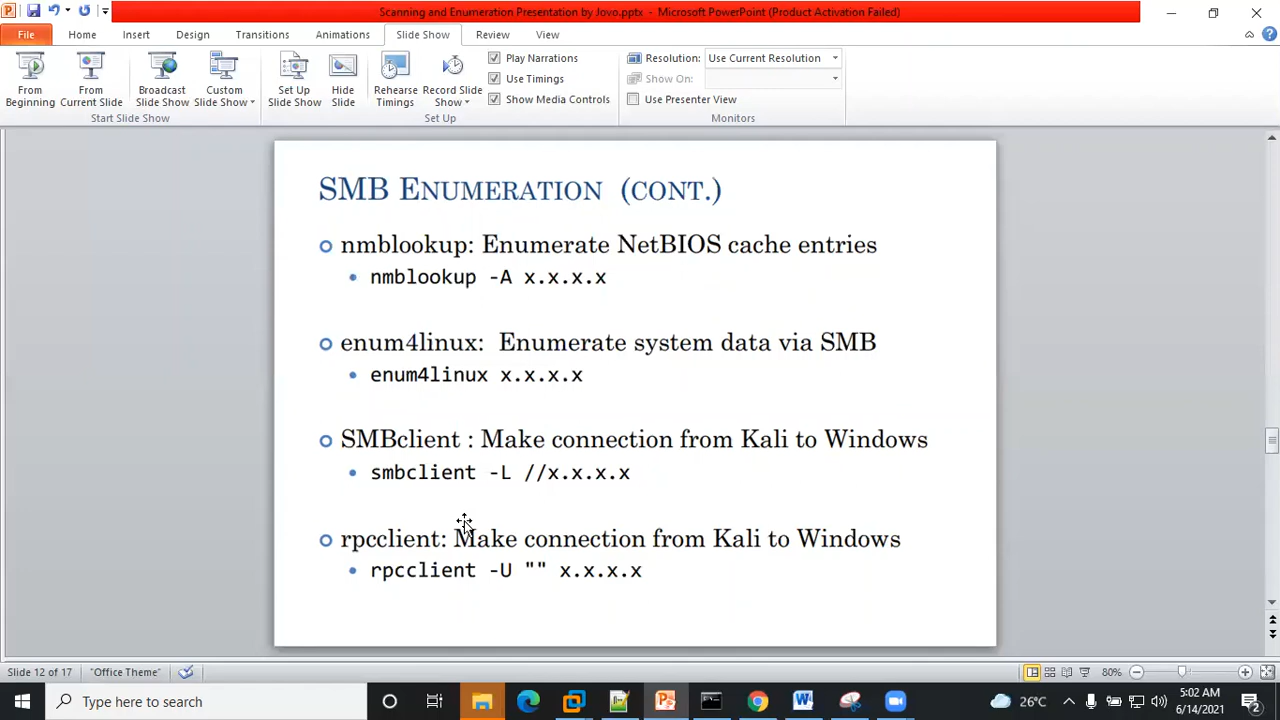 Scanning and Enumeration Presentation by Jovo.pptx - Microsoft PowerPoint (Product Activation Failed)
File Home Insert Design Transitions Animations Slide Show Review View
From Beginning
From Current Slide
Broadcast Slide Show
Custom Slide Show
Start Slide Show
Set Up Slide Show
Hide Slide
Rehearse Timings
Record Slide Show
Play Narrations
Use Timings
Show Media Controls
Set Up
Resolution: Use Current Resolution
Show On:
Use Presenter View
Monitors
SMB Enumeration (cont.)
nmblookup: Enumerate NetBIOS cache entries
nmblookup -A x.x.x.x
enum4linux: Enumerate system data via SMB
enum4linux x.x.x.x
SMBclient : Make connection from Kali to Windows
smbclient -L //x.x.x.x
rpcclient: Make connection from Kali to Windows
rpcclient -U "" x.x.x.x
Slide 12 of 17 "Office Theme" 80%
Type here to search
26°C
5:02 AM
6/14/2021
2